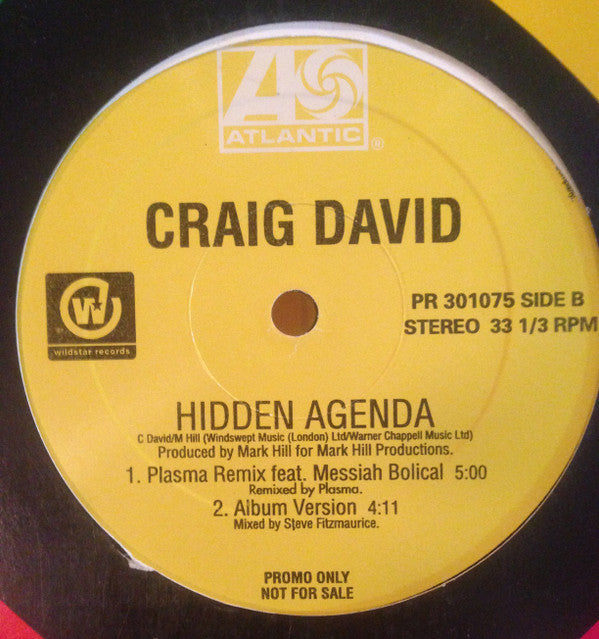 ATLANTIC®
CRAIG DAVID
W
wildstar records
PR 301075 SIDE B
STEREO 33 1/3 RPM
HIDDEN AGENDA
C David/M Hill (Windswept Music (London) Ltd/Warner Chappell Music Ltd)
Produced by Mark Hill for Mark Hill Productions.
1. Plasma Remix feat. Messiah Bolical 5:00
Remixed by Plasma.
2. Album Version 4:11
Mixed by Steve Fitzmaurice.
PROMO ONLY
NOT FOR SALE